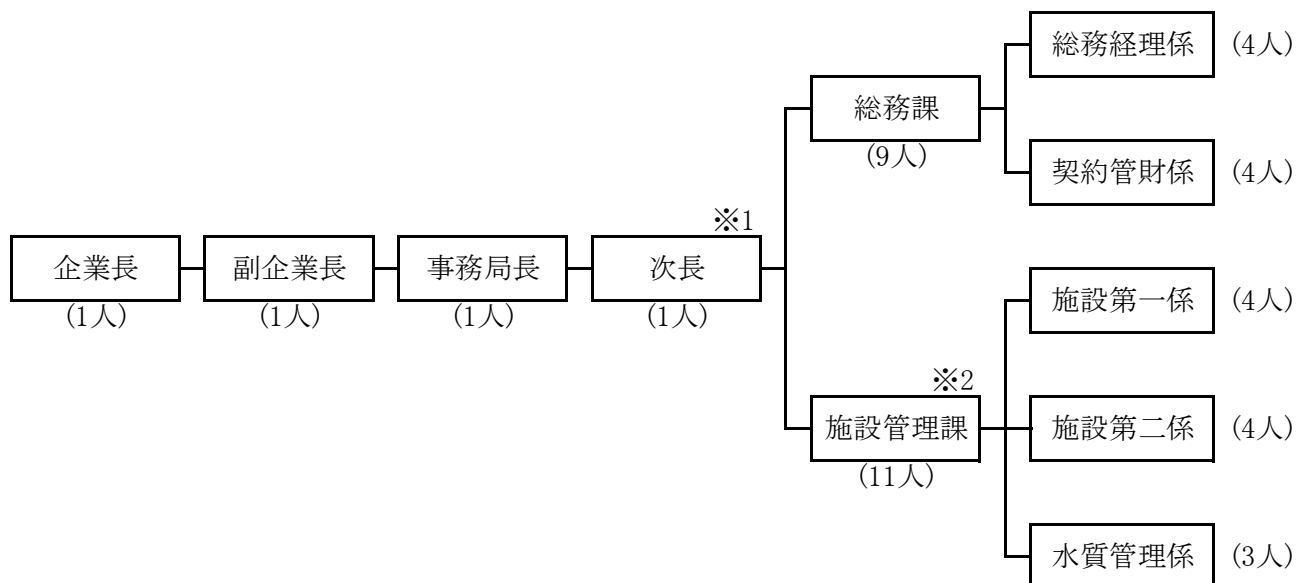 企業長
(1人)
副企業長
(1人)
事務局長
(1人)
※1
次長
(1人)
総務課
(9人)
総務経理係 (4人)
契約管財係 (4人)
※2
施設管理課
(11人)
施設第一係 (4人)
施設第二係 (4人)
水質管理係 (3人)